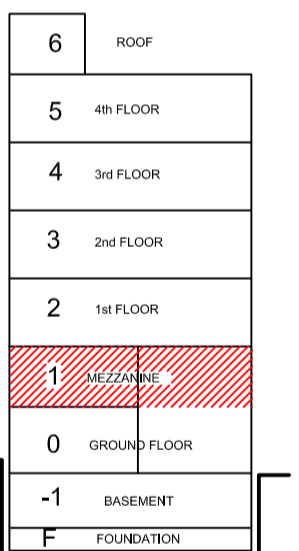 6 ROOF
5 4th FLOOR
4 3rd FLOOR
3 2nd FLOOR
2 1st FLOOR
1 MEZZANINE
0 GROUND FLOOR
-1 BASEMENT
F FOUNDATION